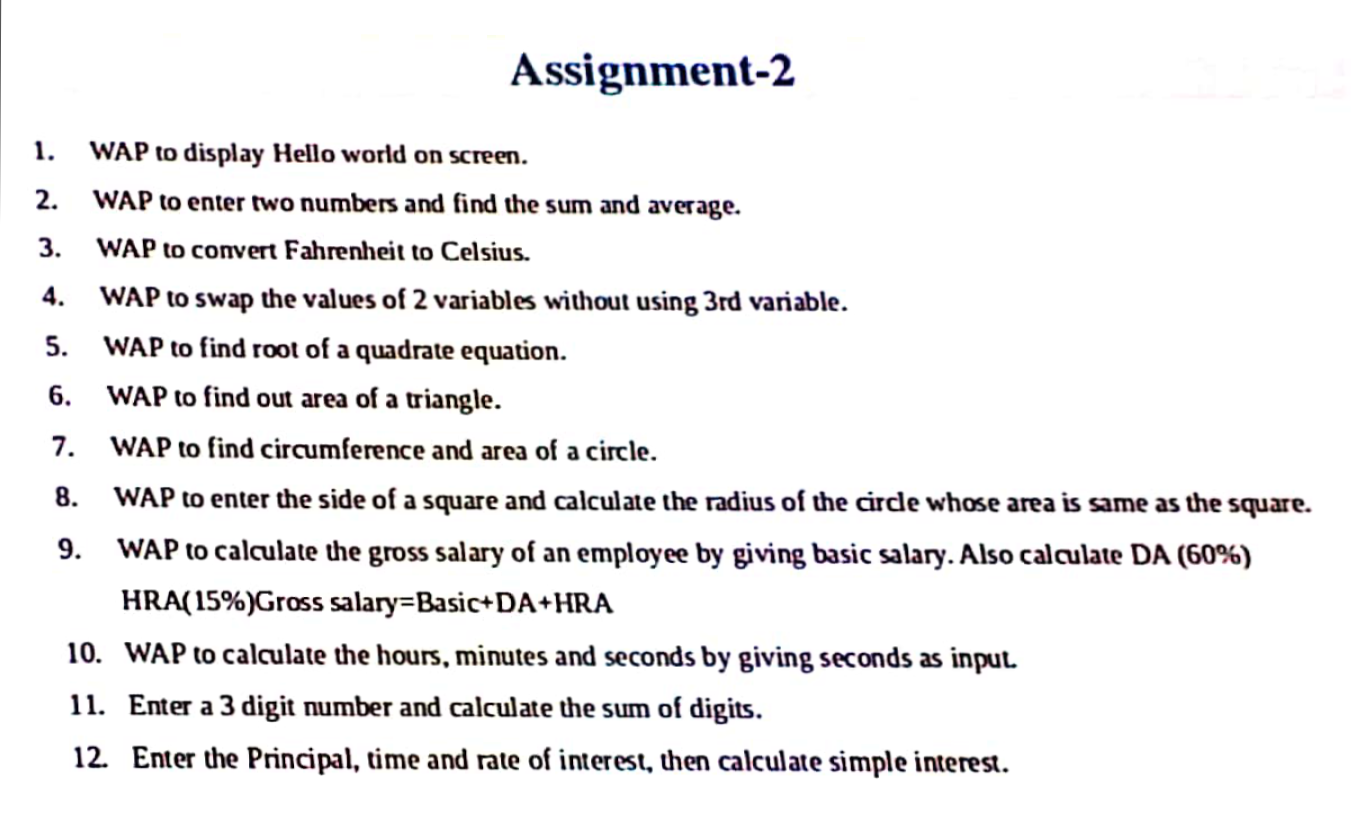 Assignment-2
1. WAP to display Hello world on screen.
2. WAP to enter two numbers and find the sum and average.
3. WAP to convert Fahrenheit to Celsius.
4. WAP to swap the values of 2 variables without using 3rd variable.
5. WAP to find root of a quadrate equation.
6. WAP to find out area of a triangle.
7. WAP to find circumference and area of a circle.
8. WAP to enter the side of a square and calculate the radius of the circle whose area is same as the square.
9. WAP to calculate the gross salary of an employee by giving basic salary. Also calculate DA (60%)
HRA(15%)Gross salary=Basic+DA+HRA
10. WAP to calculate the hours, minutes and seconds by giving seconds as input.
11. Enter a 3 digit number and calculate the sum of digits.
12. Enter the Principal, time and rate of interest, then calculate simple interest.